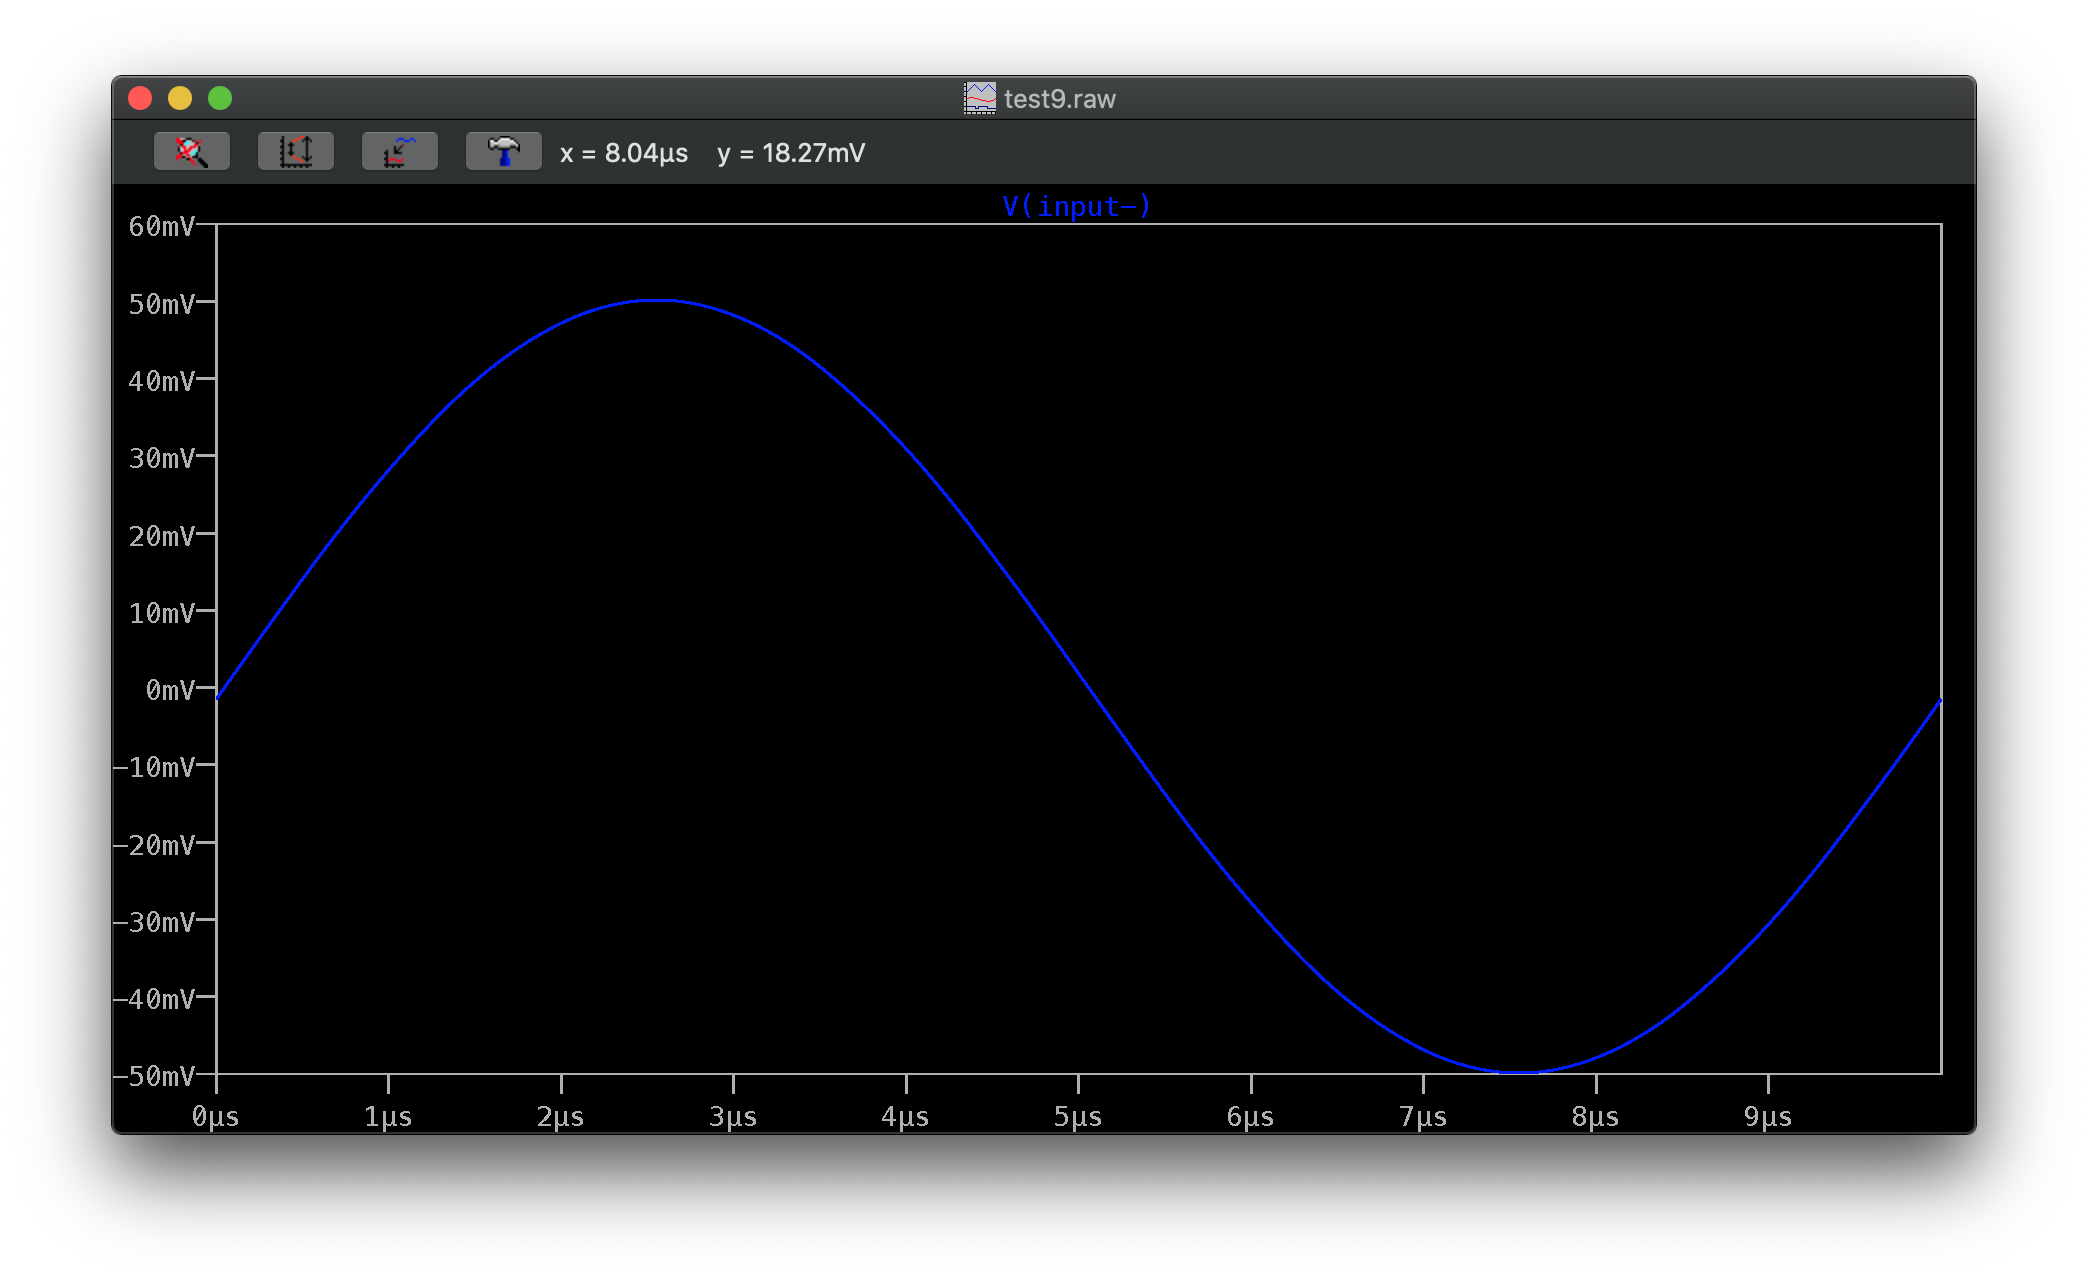 test9.raw
x = 8.04µs y = 18.27mV
V(input−)
60mV
50mV
40mV
30mV
20mV
10mV
0mV
−10mV
−20mV
−30mV
−40mV
−50mV
0µs 1µs 2µs 3µs 4µs 5µs 6µs 7µs 8µs 9µs